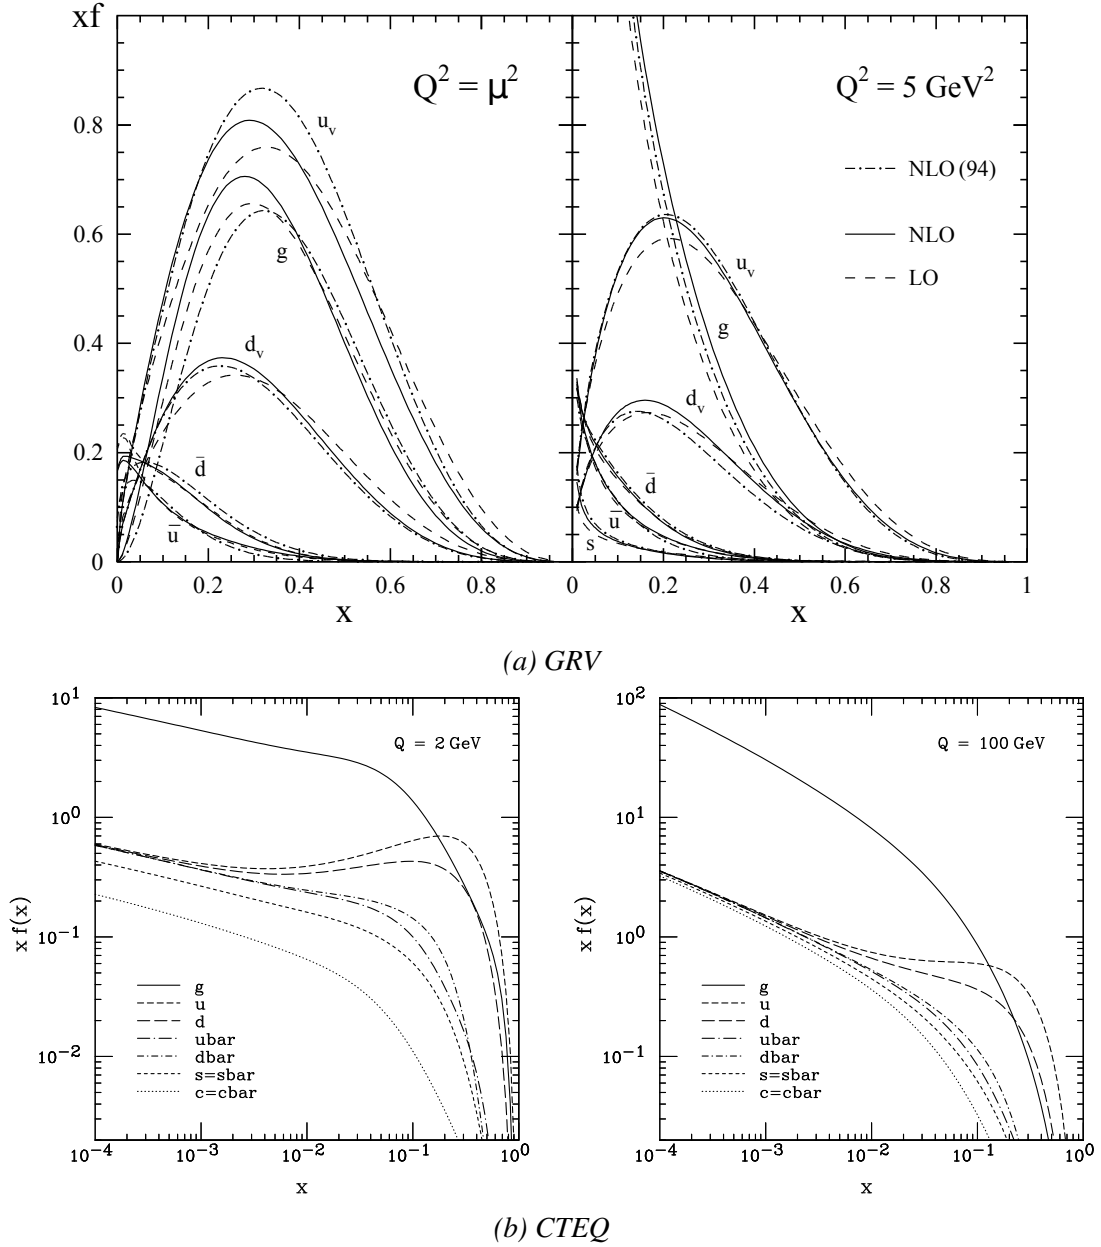 xf
Q² = μ²
Q² = 5 GeV²
0.8
0.6
0.4
0.2
0
u_v
g
d_v
d̄
ū
NLO (94)
NLO
LO
u_v
g
d_v
d̄
ū
s
0 0.2 0.4 0.6 0.8 0 0.2 0.4 0.6 0.8 1
x x
(a) GRV
10¹
10⁰
10⁻¹
10⁻²
x f(x)
Q = 2 GeV
g
u
d
ubar
dbar
s=sbar
c=cbar
10⁻⁴ 10⁻³ 10⁻² 10⁻¹ 10⁰
x
10²
10¹
10⁰
10⁻¹
x f(x)
Q = 100 GeV
g
u
d
ubar
dbar
s=sbar
c=cbar
10⁻⁴ 10⁻³ 10⁻² 10⁻¹ 10⁰
x
(b) CTEQ